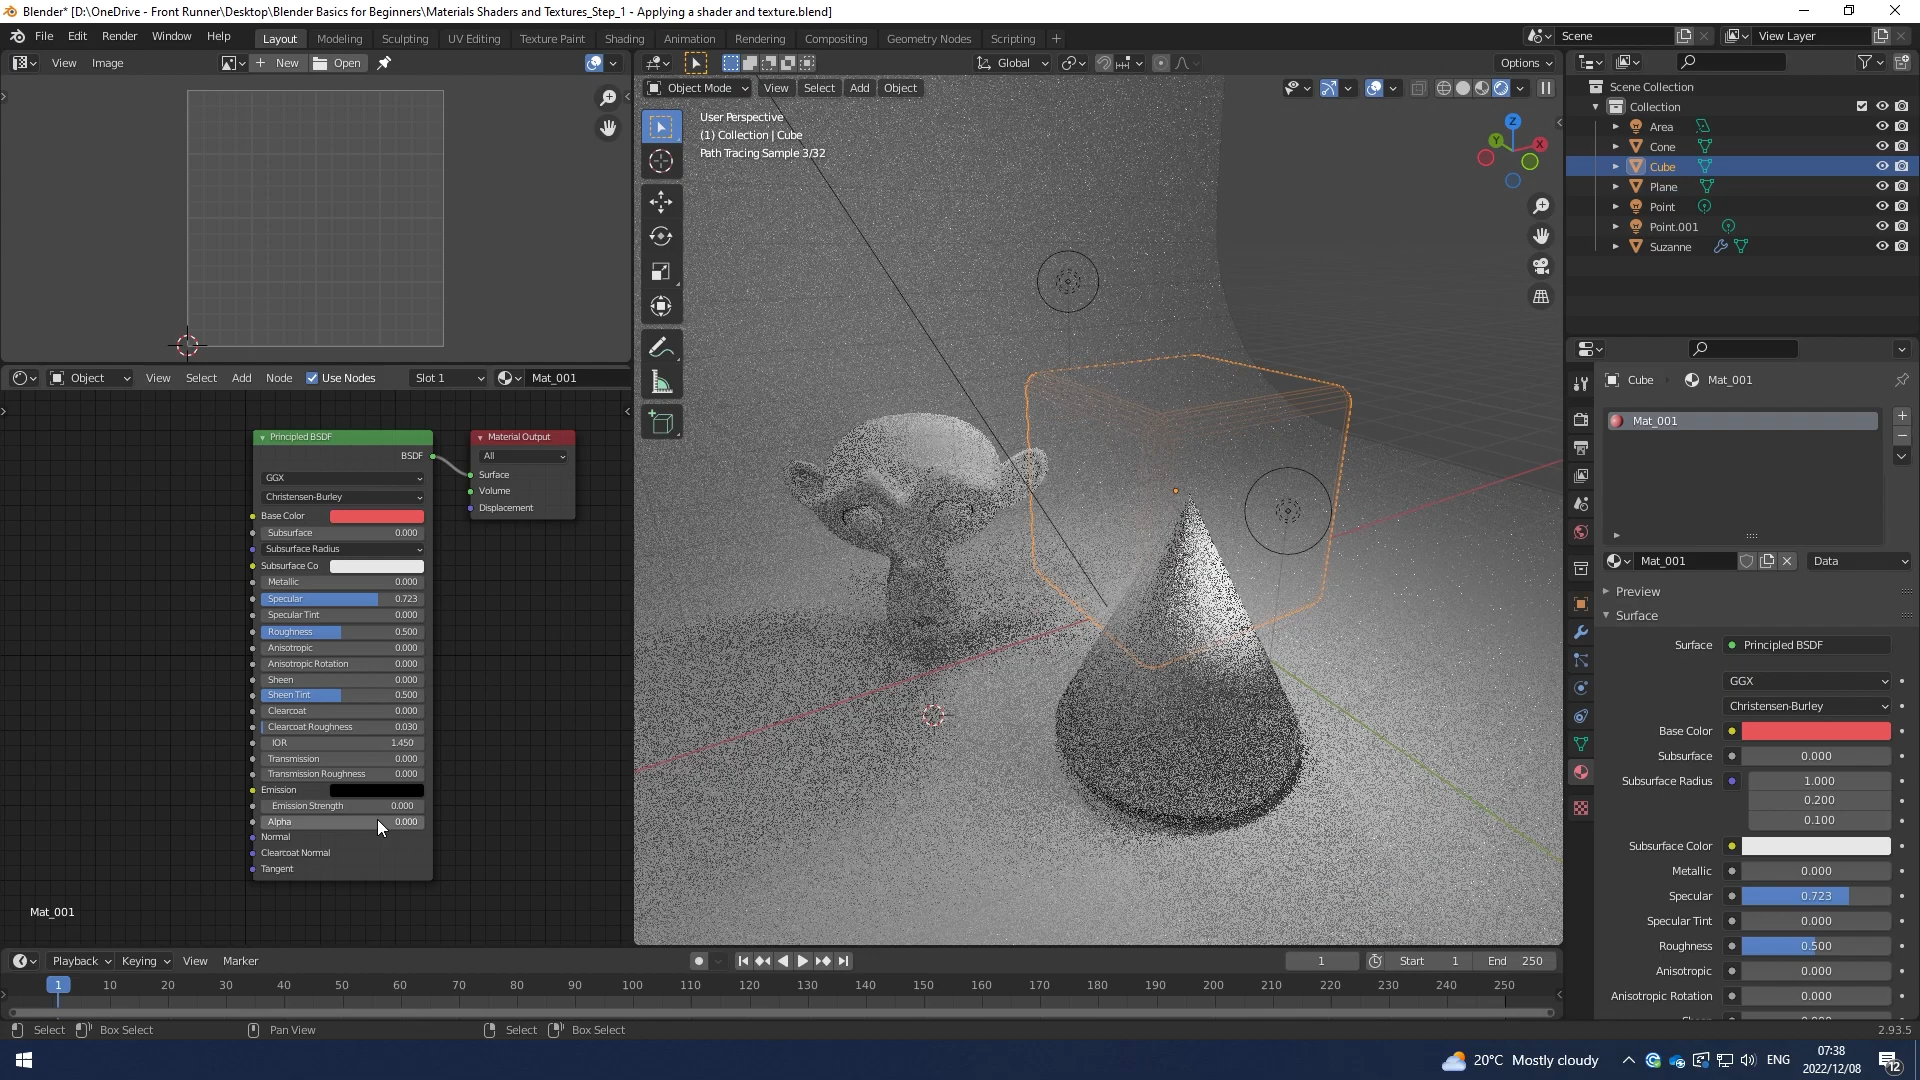 Blender* [D:\OneDrive - Front Runner\Desktop\Blender Basics for Beginners\Materials Shaders and Textures_Step_1 - Applying a shader and texture.blend]
File Edit Render Window Help Layout Modeling Sculpting UV Editing Texture Paint Shading Animation Rendering Compositing Geometry Nodes Scripting + Scene View Layer
View Image + New Open
Global Options
Object Mode View Select Add Object
User Perspective
(1) Collection | Cube
Path Tracing Sample 3/32
Z
Y
X
Scene Collection
Collection
Area
Cone
Cube
Plane
Point
Point.001
Suzanne
Object View Select Add Node Use Nodes Slot 1 Mat_001
Principled BSDF
BSDF
GGX
Christensen-Burley
Base Color
Subsurface 0.000
Subsurface Radius
Subsurface Co
Metallic 0.000
Specular 0.723
Specular Tint 0.000
Roughness 0.500
Anisotropic 0.000
Anisotropic Rotation 0.000
Sheen 0.000
Sheen Tint 0.500
Clearcoat 0.000
Clearcoat Roughness 0.030
IOR 1.450
Transmission 0.000
Transmission Roughness 0.000
Emission
Emission Strength 0.000
Alpha 0.000
Normal
Clearcoat Normal
Tangent
Material Output
All
Surface
Volume
Displacement
Mat_001
Cube Mat_001
Mat_001
Mat_001 Data
Preview
Surface
Surface Principled BSDF
GGX
Christensen-Burley
Base Color
Subsurface 0.000
Subsurface Radius 1.000
0.200
0.100
Subsurface Color
Metallic 0.000
Specular 0.723
Specular Tint 0.000
Roughness 0.500
Anisotropic 0.000
Anisotropic Rotation 0.000
Playback Keying View Marker 1 Start 1 End 250
1 10 20 30 40 50 60 70 80 90 100 110 120 130 140 150 160 170 180 190 200 210 220 230 240 250
Select Box Select Pan View Select Box Select 2.93.5
20°C Mostly cloudy ENG 07:38
2022/12/08
12